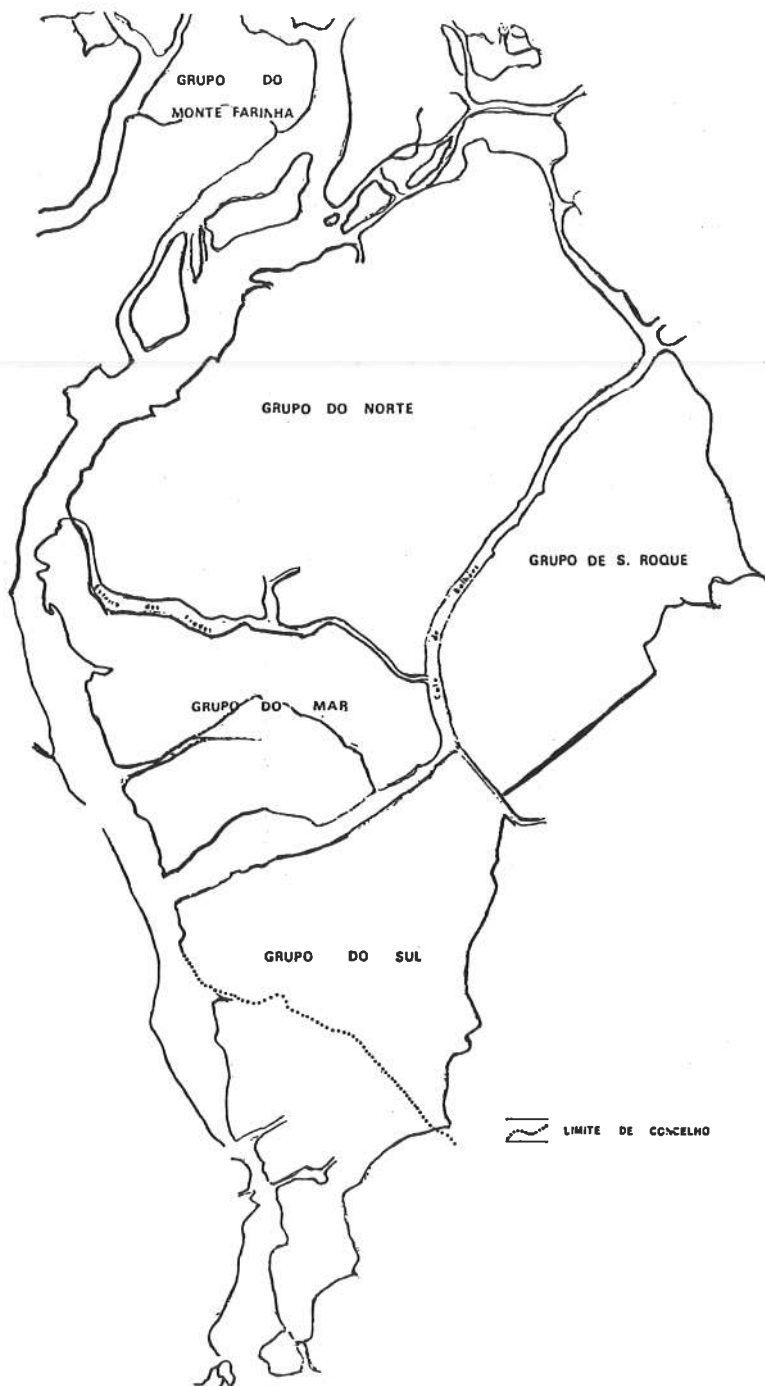 GRUPO DO
MONTE FARINHA
GRUPO DO NORTE
GRUPO DE S. ROQUE
GRUPO DO MAR
GRUPO DO SUL
LIMITE DE CONCELHO